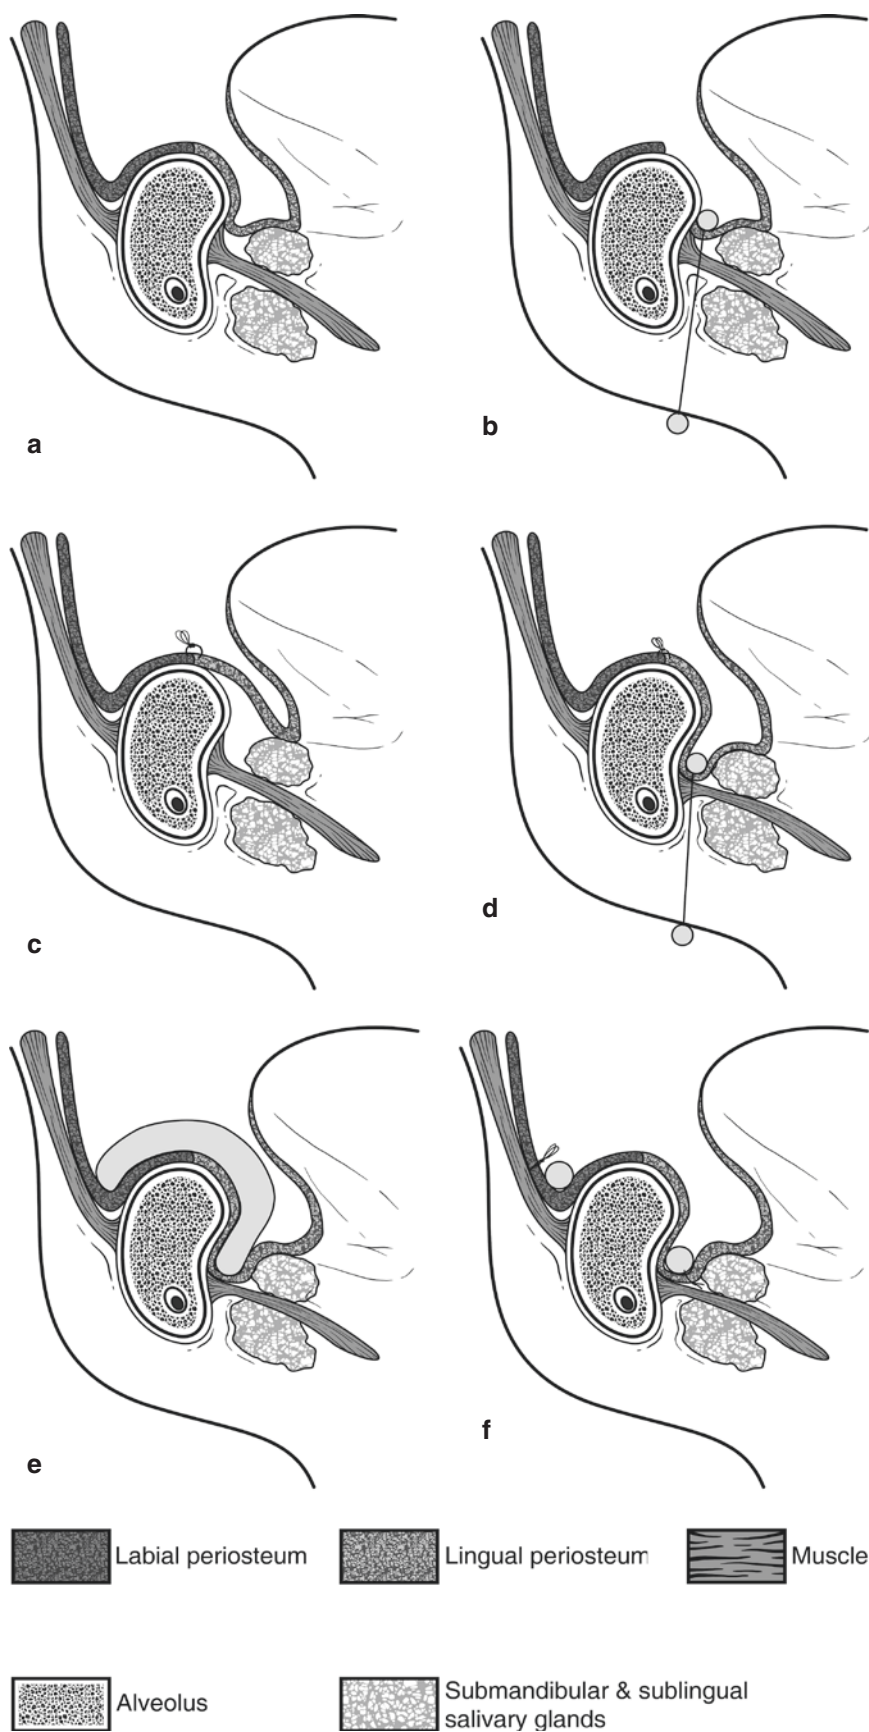 a
b
c
d
e
f
Labial periosteum
Lingual periosteum
Muscle
Alveolus
Submandibular & sublingual
salivary glands